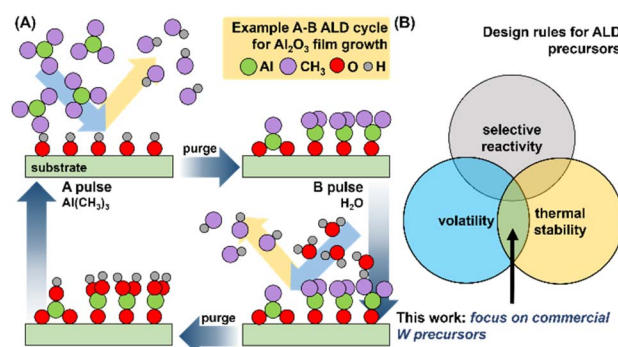 (A)
Example A-B ALD cycle
for Al₂O₃ film growth
Al CH₃ O H
substrate
purge
A pulse
Al(CH₃)₃
B pulse
H₂O
purge
(B)
Design rules for ALD
precursors
selective
reactivity
volatility
thermal
stability
This work: focus on commercial
W precursors